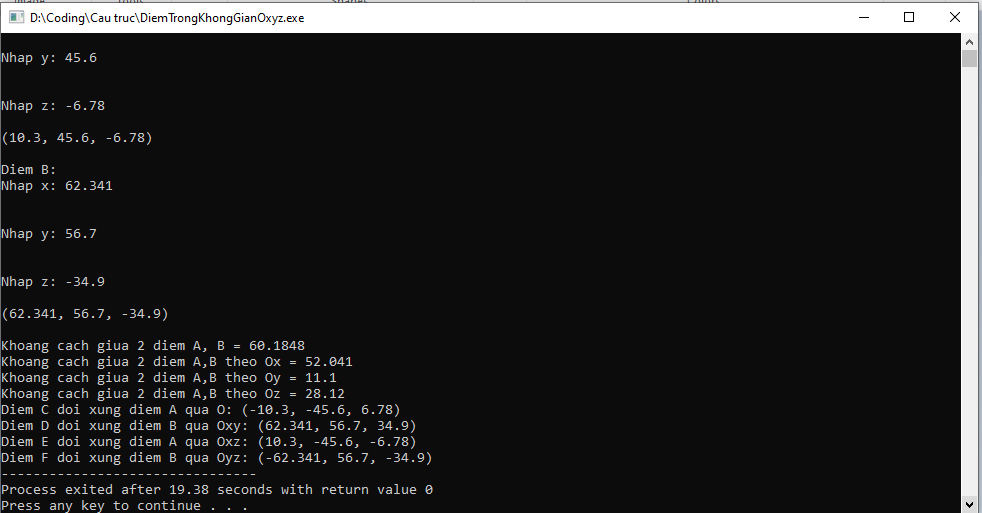 D:\Coding\Cau truc\DiemTrongKhongGianOxyz.exe
Nhap y: 45.6
Nhap z: -6.78
(10.3, 45.6, -6.78)
Diem B:
Nhap x: 62.341
Nhap y: 56.7
Nhap z: -34.9
(62.341, 56.7, -34.9)
Khoang cach giua 2 diem A, B = 60.1848
Khoang cach giua 2 diem A,B theo Ox = 52.041
Khoang cach giua 2 diem A,B theo Oy = 11.1
Khoang cach giua 2 diem A,B theo Oz = 28.12
Diem C doi xung diem A qua O: (-10.3, -45.6, 6.78)
Diem D doi xung diem B qua Oxy: (62.341, 56.7, 34.9)
Diem E doi xung diem A qua Oxz: (10.3, -45.6, -6.78)
Diem F doi xung diem B qua Oyz: (-62.341, 56.7, -34.9)
--------------------------------
Process exited after 19.38 seconds with return value 0
Press any key to continue . . .